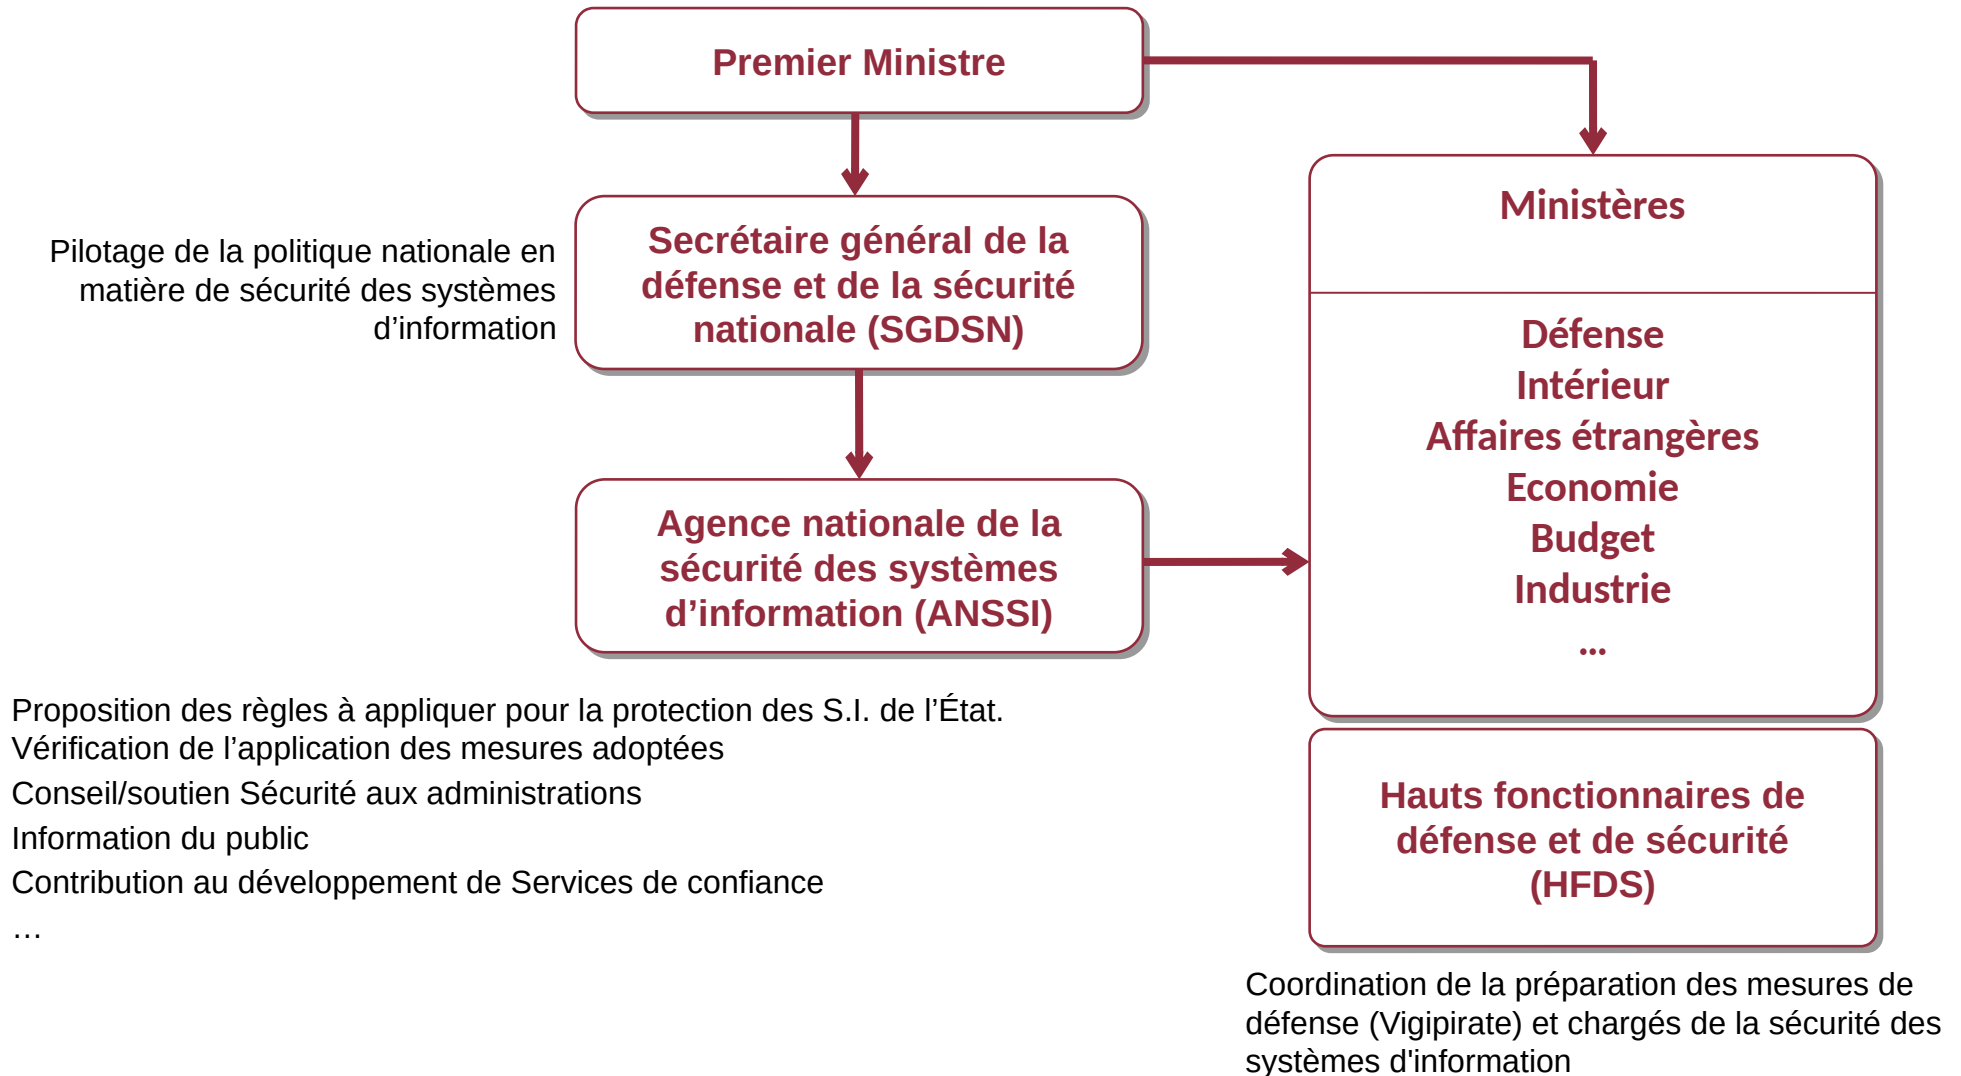 Premier Ministre
Secrétaire général de la
défense et de la sécurité
nationale (SGDSN)
Pilotage de la politique nationale en
matière de sécurité des systèmes
d’information
Agence nationale de la
sécurité des systèmes
d’information (ANSSI)
Proposition des règles à appliquer pour la protection des S.I. de l’État.
Vérification de l’application des mesures adoptées
Conseil/soutien Sécurité aux administrations
Information du public
Contribution au développement de Services de confiance
…
Ministères
Défense
Intérieur
Affaires étrangères
Economie
Budget
Industrie
…
Hauts fonctionnaires de
défense et de sécurité
(HFDS)
Coordination de la préparation des mesures de
défense (Vigipirate) et chargés de la sécurité des
systèmes d'information